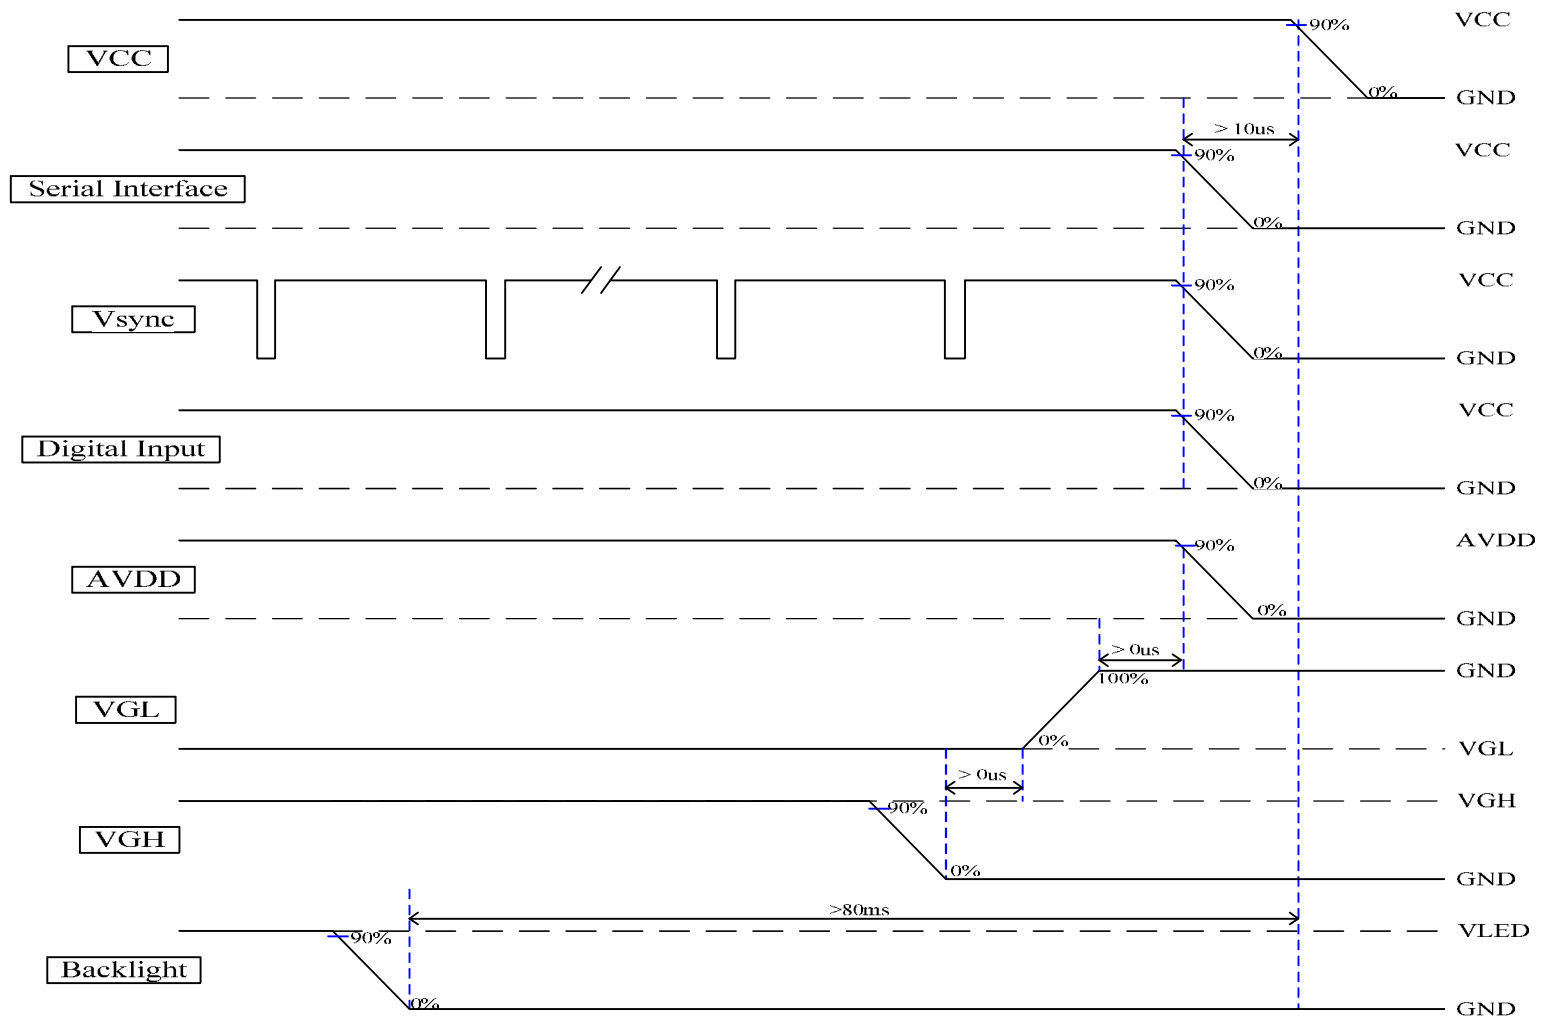 VCC
90%
VCC
0%
GND
> 10us
Serial Interface
90%
VCC
0%
GND
Vsync
90%
VCC
0%
GND
Digital Input
90%
VCC
0%
GND
AVDD
90%
AVDD
0%
GND
> 0us
100%
GND
VGL
0%
VGL
> 0us
VGH
90%
VGH
0%
GND
>80ms
Backlight
90%
VLED
0%
GND